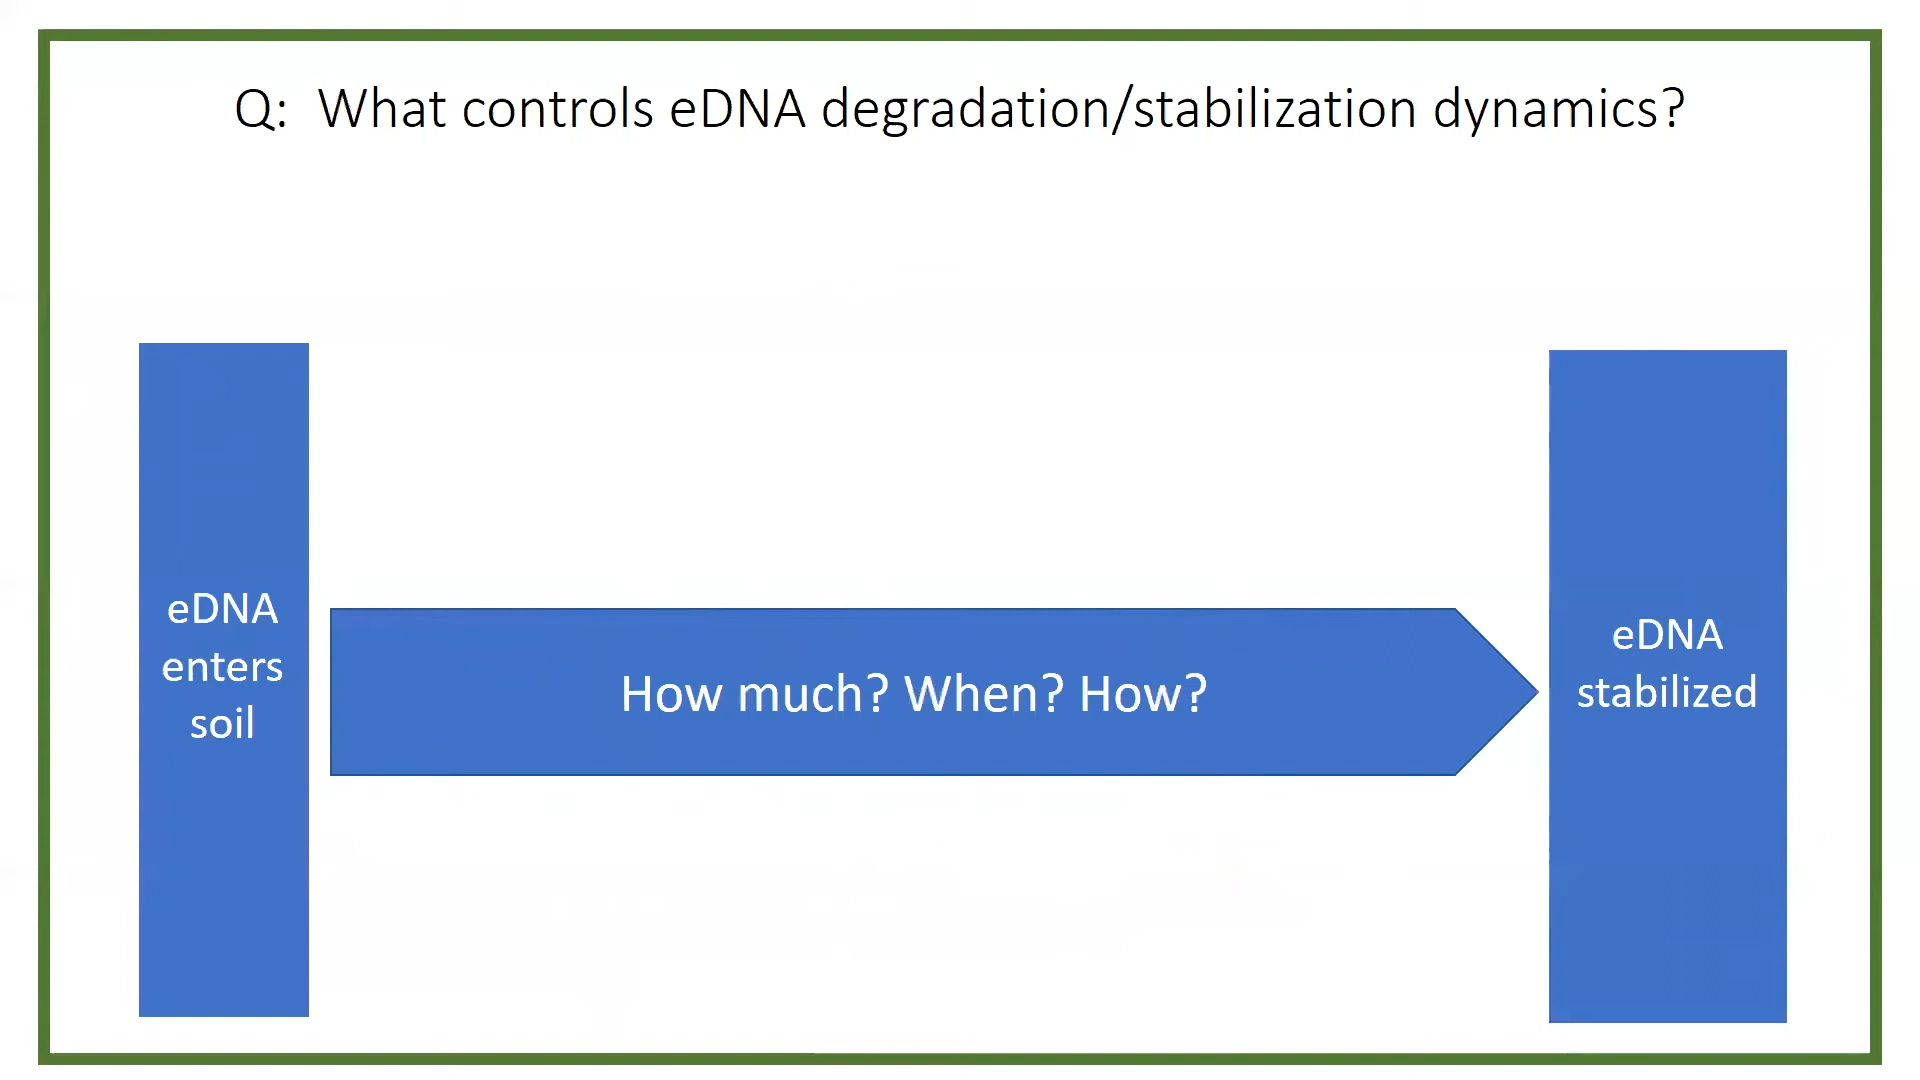 Q:  What controls eDNA degradation/stabilization dynamics?
eDNA
enters
soil
How much? When? How?
eDNA
stabilized